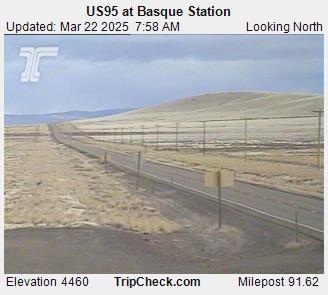 US95 at Basque Station
Updated: Mar 22 2025 7:58 AM Looking North
Elevation 4460 TripCheck.com Milepost 91.62